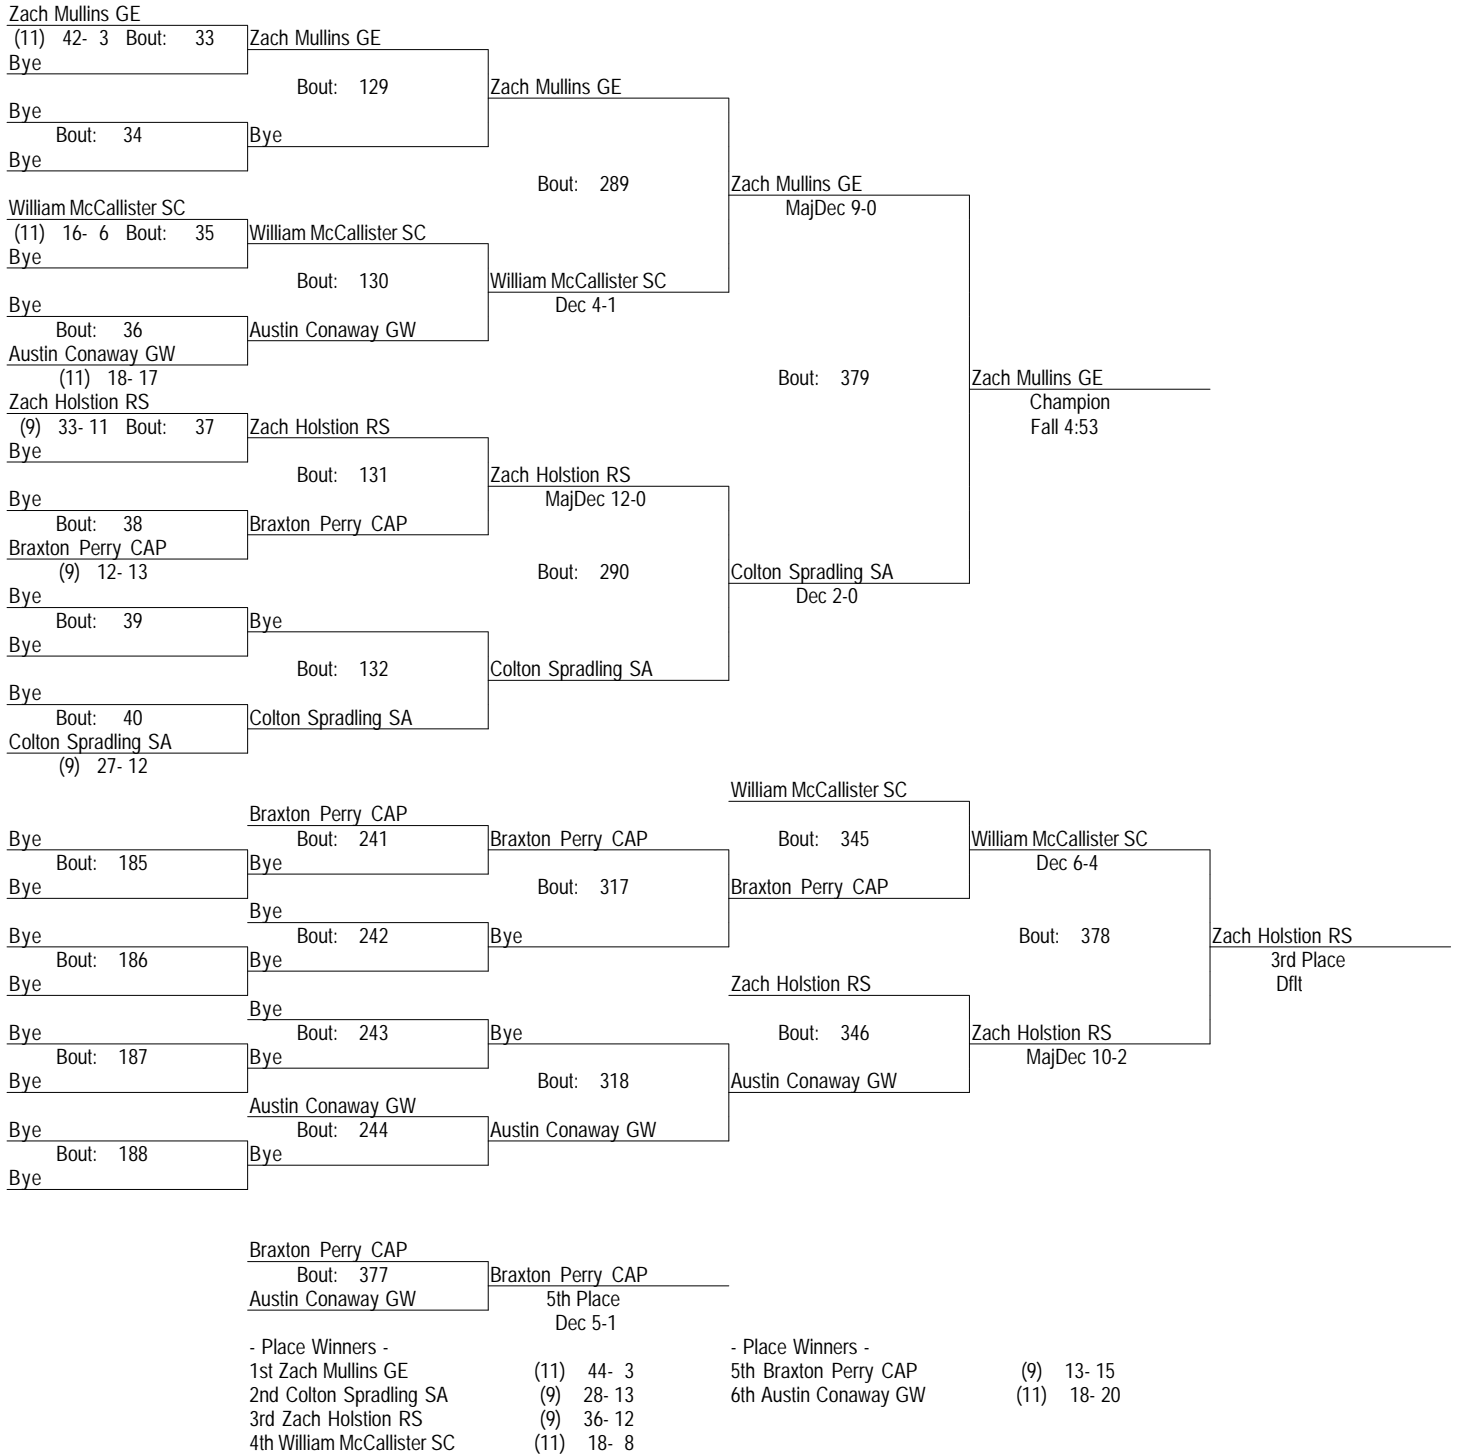 Zach Mullins GE
(11) 42- 3 Bout: 33 Zach Mullins GE
Bye
Bout: 129 Zach Mullins GE
Bye
Bout: 34 Bye
Bye
Bout: 289 Zach Mullins GE
William McCallister SC MajDec 9-0
(11) 16- 6 Bout: 35 William McCallister SC
Bye
Bout: 130 William McCallister SC
Bye Dec 4-1
Bout: 36 Austin Conaway GW
Austin Conaway GW
(11) 18- 17 Bout: 379 Zach Mullins GE
Zach Holstion RS Champion
(9) 33- 11 Bout: 37 Zach Holstion RS Fall 4:53
Bye
Bout: 131 Zach Holstion RS
Bye MajDec 12-0
Bout: 38 Braxton Perry CAP
Braxton Perry CAP
(9) 12- 13 Bout: 290 Colton Spradling SA
Bye Dec 2-0
Bout: 39 Bye
Bye
Bout: 132 Colton Spradling SA
Bye
Bout: 40 Colton Spradling SA
Colton Spradling SA
(9) 27- 12
William McCallister SC
Braxton Perry CAP
Bye Bout: 241 Braxton Perry CAP Bout: 345 William McCallister SC
Bout: 185 Bye Dec 6-4
Bye Bout: 317 Braxton Perry CAP
Bye
Bye Bout: 242 Bye Bout: 378 Zach Holstion RS
Bout: 186 Bye 3rd Place
Bye Zach Holstion RS Dflt
Bye
Bye Bout: 243 Bye Bout: 346 Zach Holstion RS
Bout: 187 Bye MajDec 10-2
Bye Bout: 318 Austin Conaway GW
Austin Conaway GW
Bye Bout: 244 Austin Conaway GW
Bout: 188 Bye
Bye
Braxton Perry CAP
Bout: 377 Braxton Perry CAP
Austin Conaway GW 5th Place
Dec 5-1
- Place Winners - - Place Winners -
1st Zach Mullins GE (11) 44- 3 5th Braxton Perry CAP (9) 13- 15
2nd Colton Spradling SA (9) 28- 13 6th Austin Conaway GW (11) 18- 20
3rd Zach Holstion RS (9) 36- 12
4th William McCallister SC (11) 18- 8